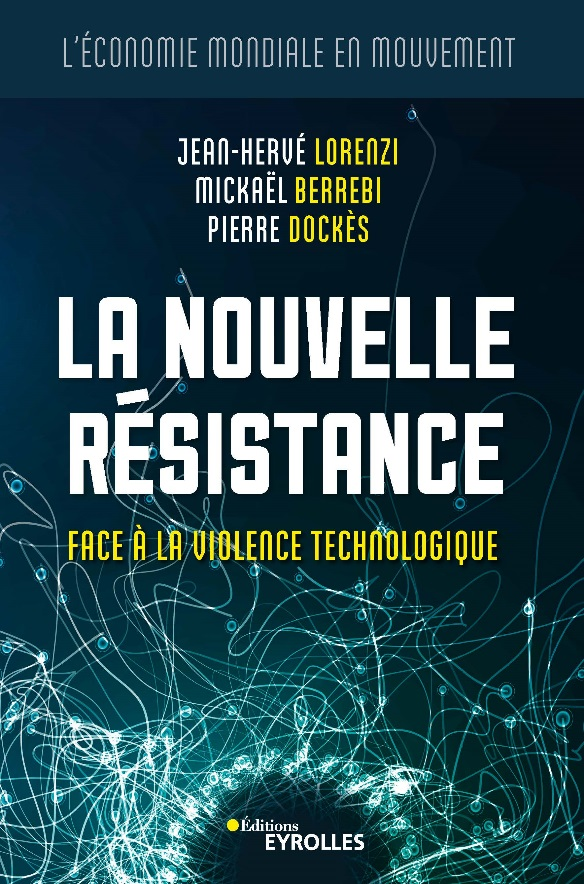 L'ÉCONOMIE MONDIALE EN MOUVEMENT
JEAN-HERVÉ LORENZI
MICKAËL BERREBI
PIERRE DOCKÈS
LA NOUVELLE
RÉSISTANCE
FACE À LA VIOLENCE TECHNOLOGIQUE
Éditions
EYROLLES